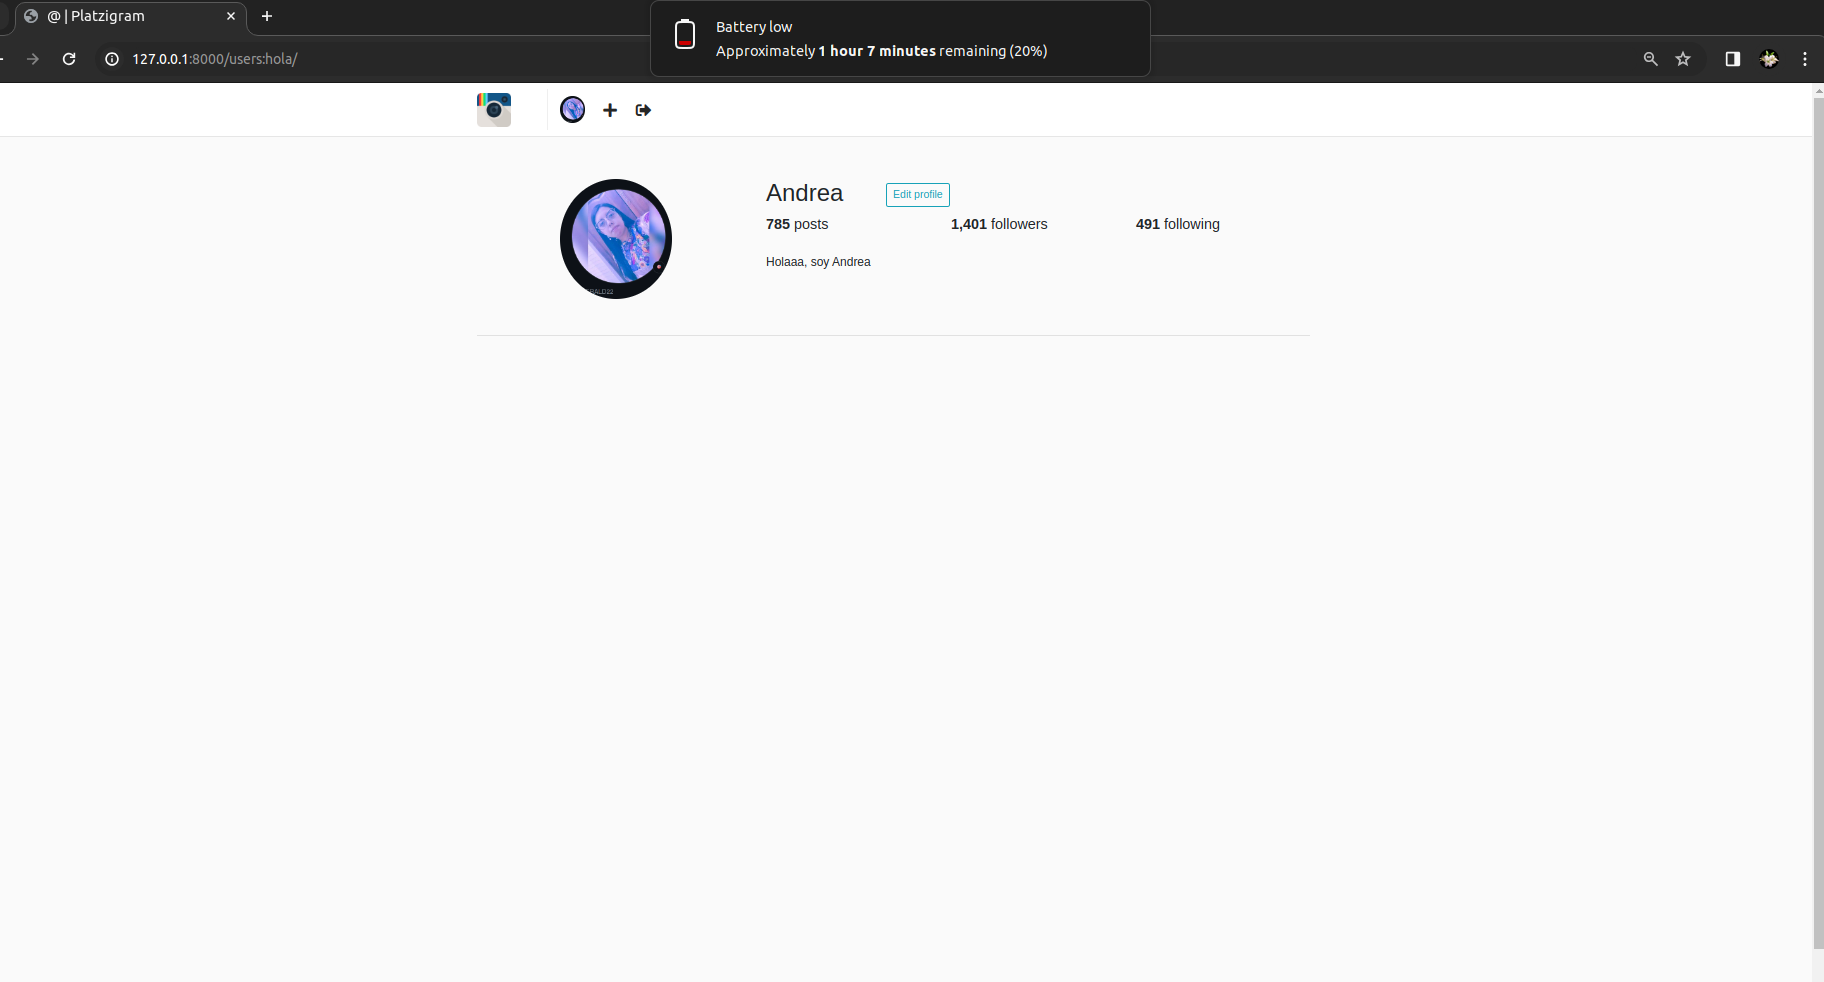 @ | Platzigram
Battery low
Approximately 1 hour 7 minutes remaining (20%)
127.0.0.1:8000/users:hola/
Andrea
Edit profile
785 posts
1,401 followers
491 following
Holaaa, soy Andrea